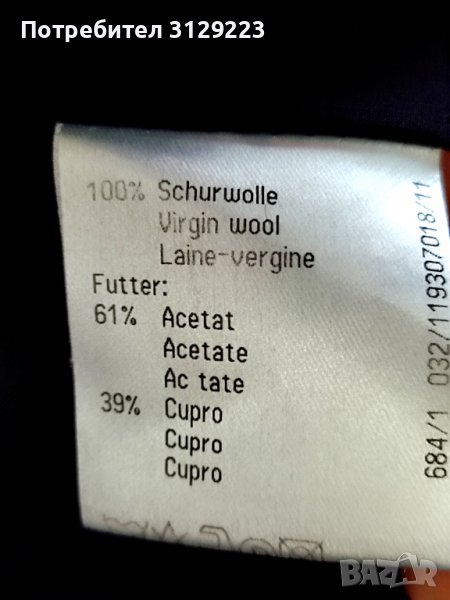 Потребител 3129223
100% Schurwolle
Virgin wool
Laine-vergine
Futter:
61% Acetat
Acetate
Ac tate
39% Cupro
Cupro
Cupro
684/1 032/119307018/11
BAZAR